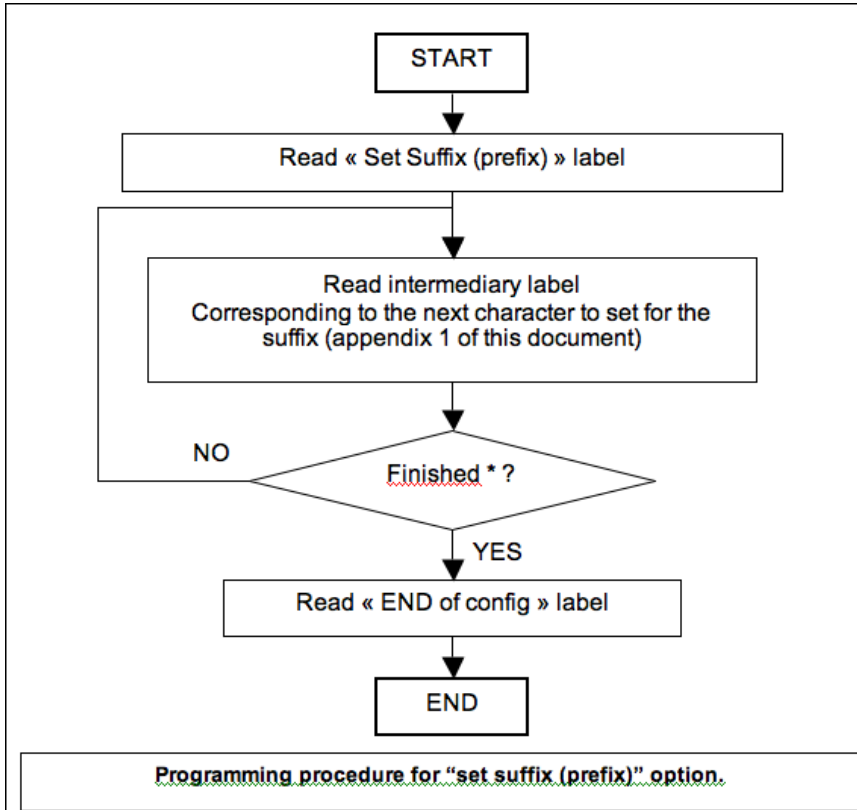 START
Read « Set Suffix (prefix) » label
Read intermediary label
Corresponding to the next character to set for the
suffix (appendix 1 of this document)
NO
Finished * ?
YES
Read « END of config » label
END
Programming procedure for “set suffix (prefix)” option.